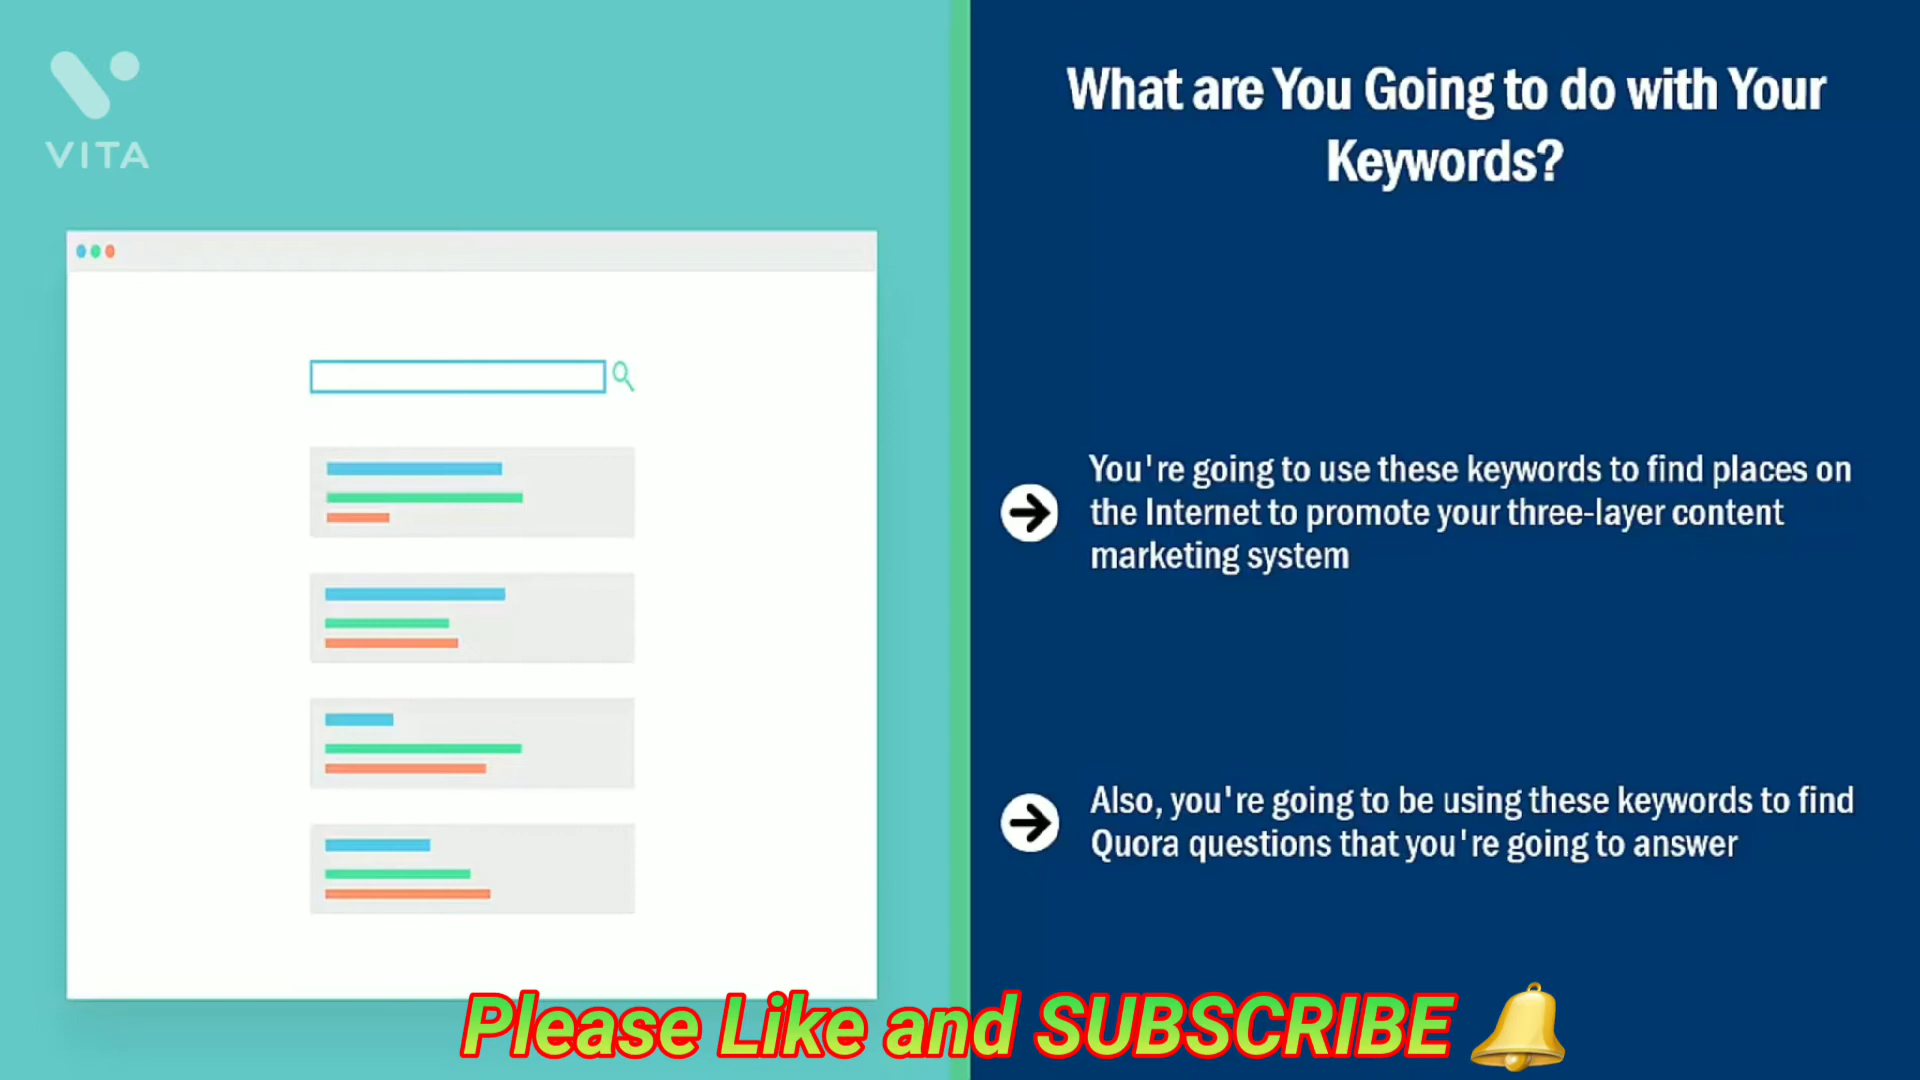 VITA
What are You Going to do with Your
Keywords?
You're going to use these keywords to find places on
the Internet to promote your three-layer content
marketing system
Also, you're going to be using these keywords to find
Quora questions that you're going to answer
Please Like and SUBSCRIBE